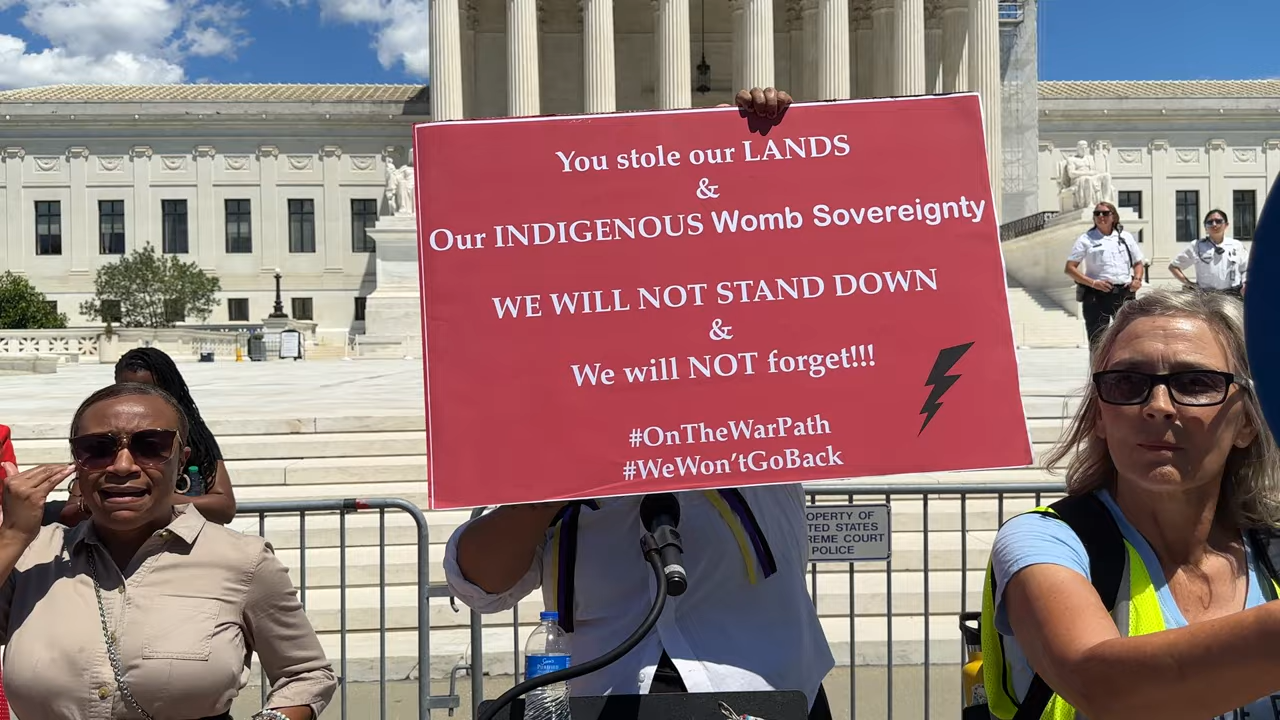 You stole our LANDS
&
Our INDIGENOUS Womb Sovereignty
WE WILL NOT STAND DOWN
&
We will NOT forget!!!
#OnTheWarPath
#WeWon'tGoBack
OPERTY OF
TED STATES
REME COURT
POLICE